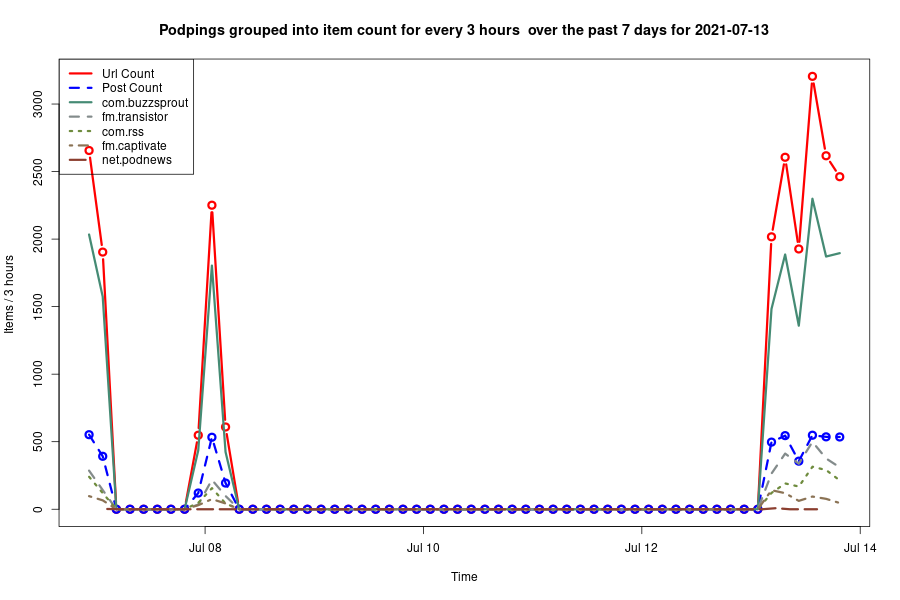 Podpings grouped into item count for every 3 hours  over the past 7 days for 2021-07-13
Url Count
Post Count
com.buzzsprout
fm.transistor
com.rss
fm.captivate
net.podnews
Items / 3 hours
3000
2500
2000
1500
1000
500
0
Jul 08
Jul 10
Jul 12
Jul 14
Time